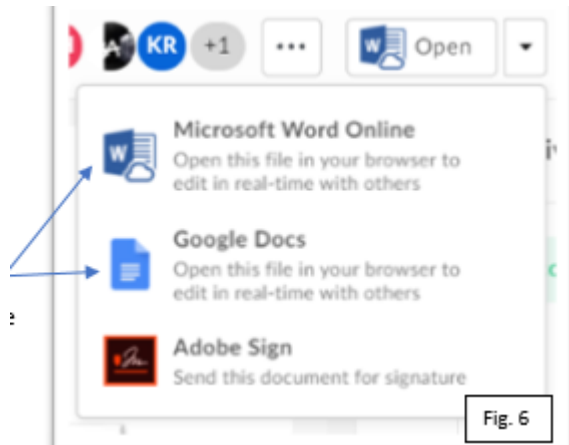 KR +1 ... W Open
Microsoft Word Online
Open this file in your browser to
edit in real-time with others
Google Docs
Open this file in your browser to
edit in real-time with others
Adobe Sign
Send this document for signature
Fig. 6